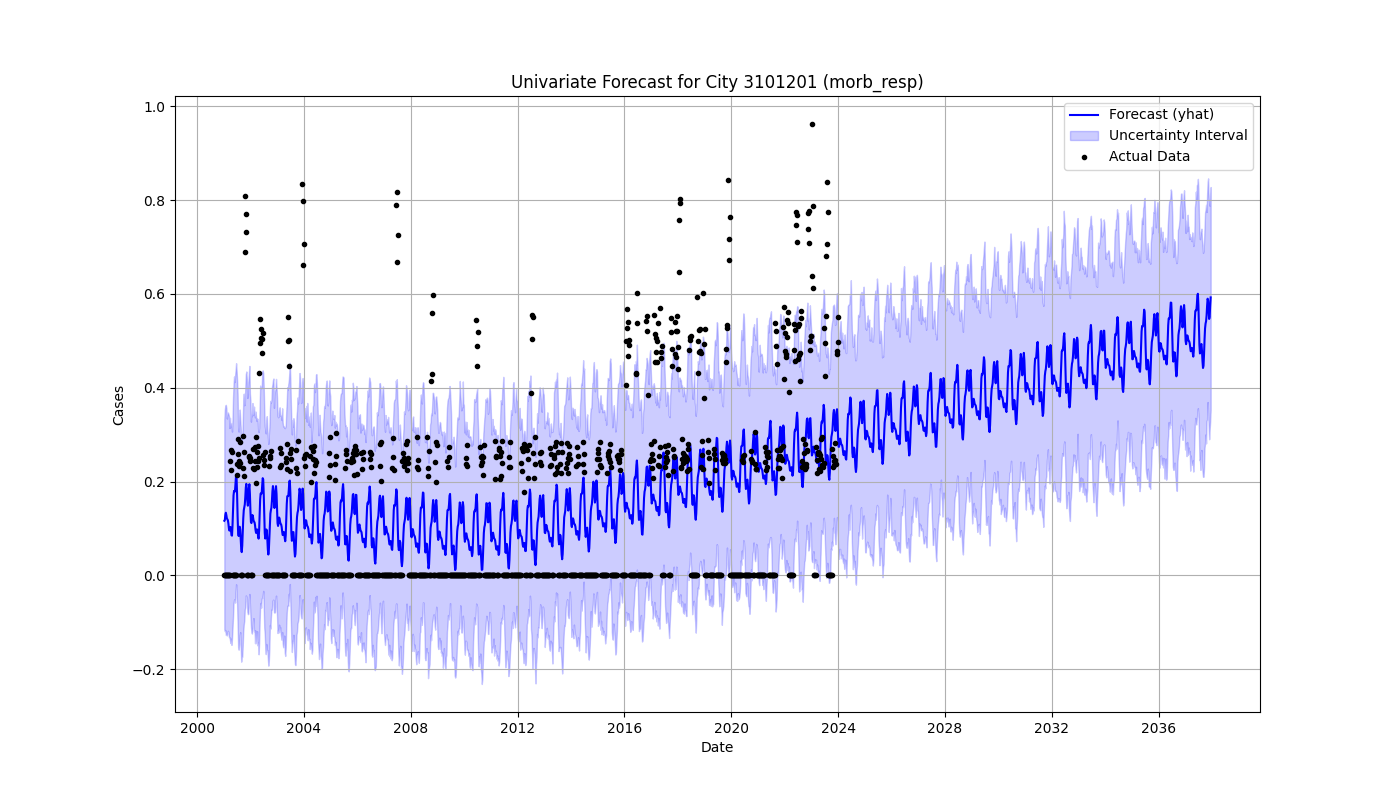 Univariate Forecast for City 3101201 (morb_resp)
Forecast (yhat)
Uncertainty Interval
Actual Data
Cases
1.0
0.8
0.6
0.4
0.2
0.0
−0.2
2000 2004 2008 2012 2016 2020 2024 2028 2032 2036
Date